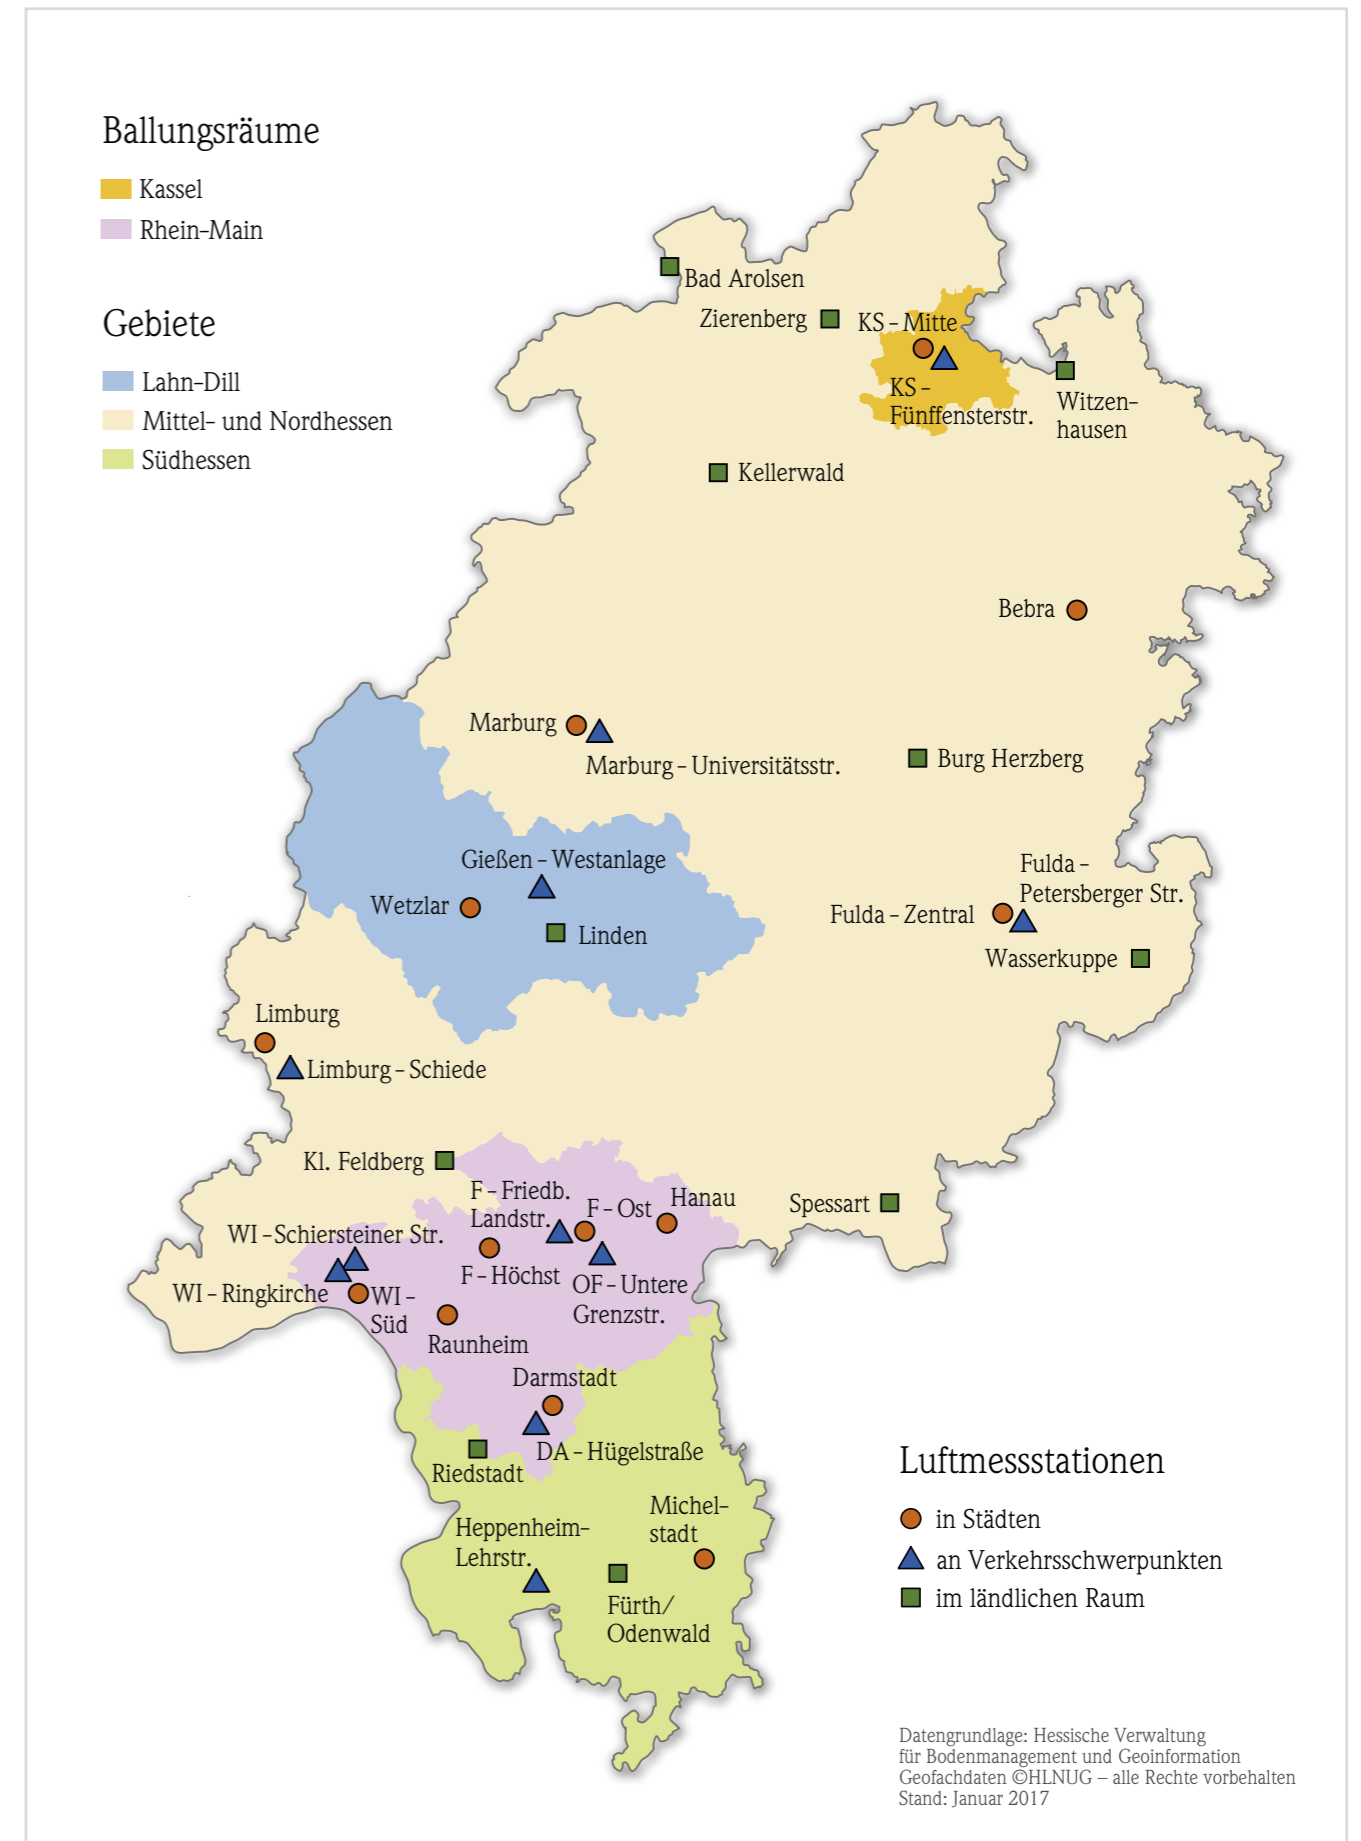 Ballungsräume
Kassel
Rhein-Main
Gebiete
Lahn-Dill
Mittel- und Nordhessen
Südhessen
Bad Arolsen
Zierenberg
KS - Mitte
KS -
Fünffensterstr.
Witzen-
hausen
Kellerwald
Bebra
Marburg
Marburg - Universitätsstr.
Burg Herzberg
Gießen - Westanlage
Wetzlar
Linden
Fulda -
Petersberger Str.
Fulda - Zentral
Wasserkuppe
Limburg
Limburg - Schiede
Kl. Feldberg
F - Friedb.
Landstr.
F - Ost
Hanau
Spessart
WI - Schiersteiner Str.
F - Höchst
OF - Untere
Grenzstr.
WI - Ringkirche
WI -
Süd
Raunheim
Darmstadt
DA - Hügelstraße
Riedstadt
Michel-
stadt
Heppenheim-
Lehrstr.
Fürth/
Odenwald
Luftmessstationen
in Städten
an Verkehrsschwerpunkten
im ländlichen Raum
Datengrundlage: Hessische Verwaltung
für Bodenmanagement und Geoinformation
Geofachdaten ©HLNUG – alle Rechte vorbehalten
Stand: Januar 2017